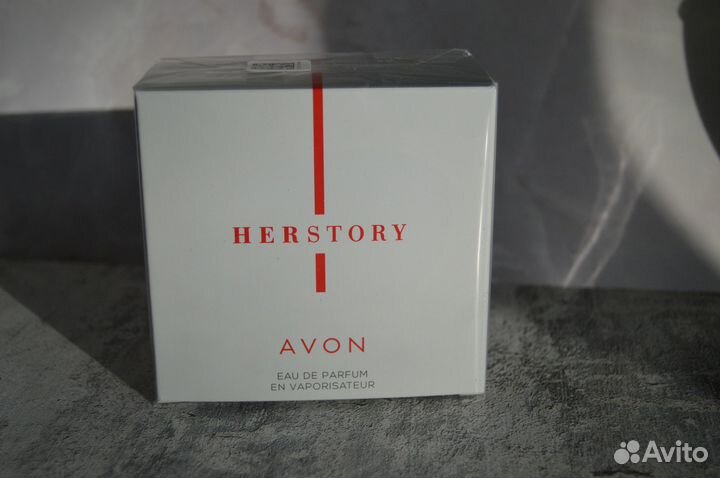 HERSTORY
AVON
EAU DE PARFUM
EN VAPORISATEUR
Avito